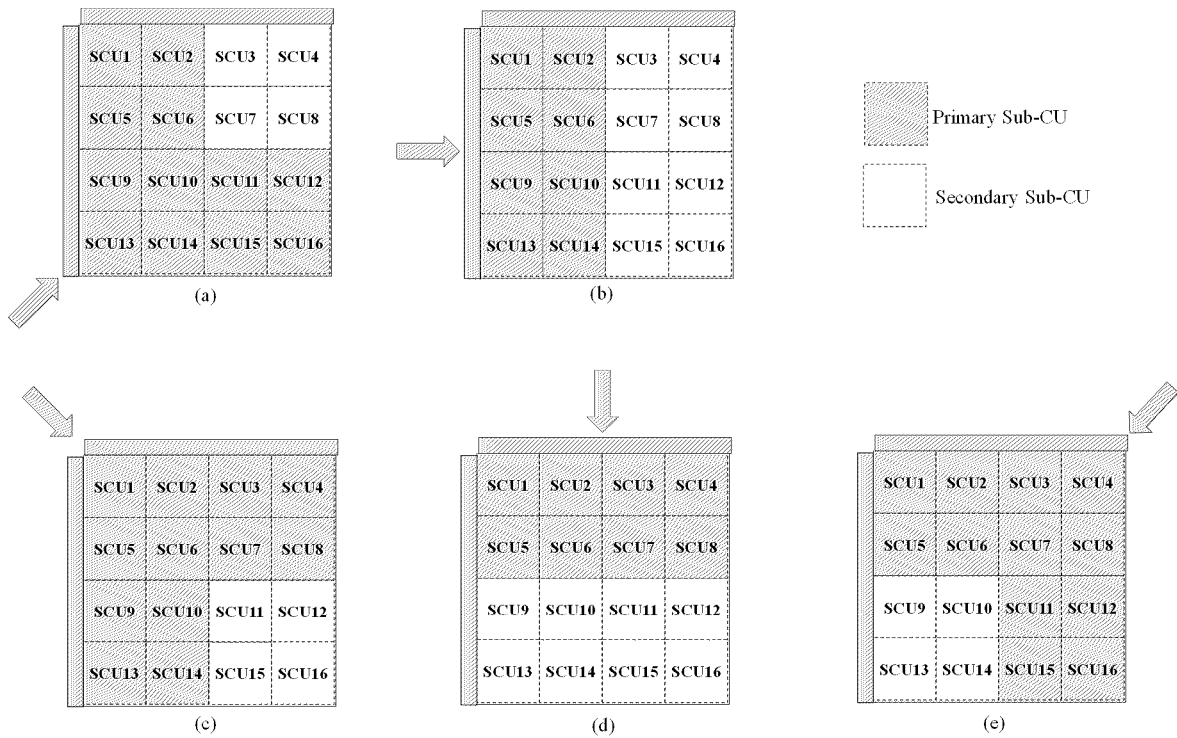 SCU1 SCU2 SCU3 SCU4
SCU5 SCU6 SCU7 SCU8
SCU9 SCU10 SCU11 SCU12
SCU13 SCU14 SCU15 SCU16
(a)
SCU1 SCU2 SCU3 SCU4
SCU5 SCU6 SCU7 SCU8
SCU9 SCU10 SCU11 SCU12
SCU13 SCU14 SCU15 SCU16
(b)
Primary Sub-CU
Secondary Sub-CU
SCU1 SCU2 SCU3 SCU4
SCU5 SCU6 SCU7 SCU8
SCU9 SCU10 SCU11 SCU12
SCU13 SCU14 SCU15 SCU16
(c)
SCU1 SCU2 SCU3 SCU4
SCU5 SCU6 SCU7 SCU8
SCU9 SCU10 SCU11 SCU12
SCU13 SCU14 SCU15 SCU16
(d)
SCU1 SCU2 SCU3 SCU4
SCU5 SCU6 SCU7 SCU8
SCU9 SCU10 SCU11 SCU12
SCU13 SCU14 SCU15 SCU16
(e)